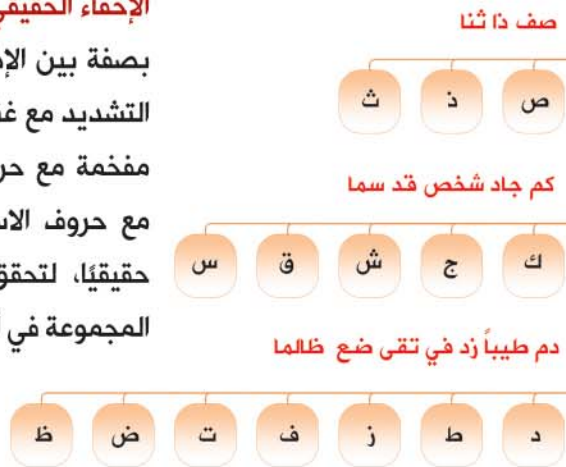 الإخفاء الحقيقي
بصفة بين الإ
التشديد مع غ
مفخمة مع حر
مع حروف الاس
حقيقيًا، لتحقق
المجموعة في أ
صف ذا ثنا
ص ذ ث
كم جاد شخص قد سما
ك ج ش ق س
دم طيباً زد في تقى ضع ظالما
د ط ز ف ت ض ظ